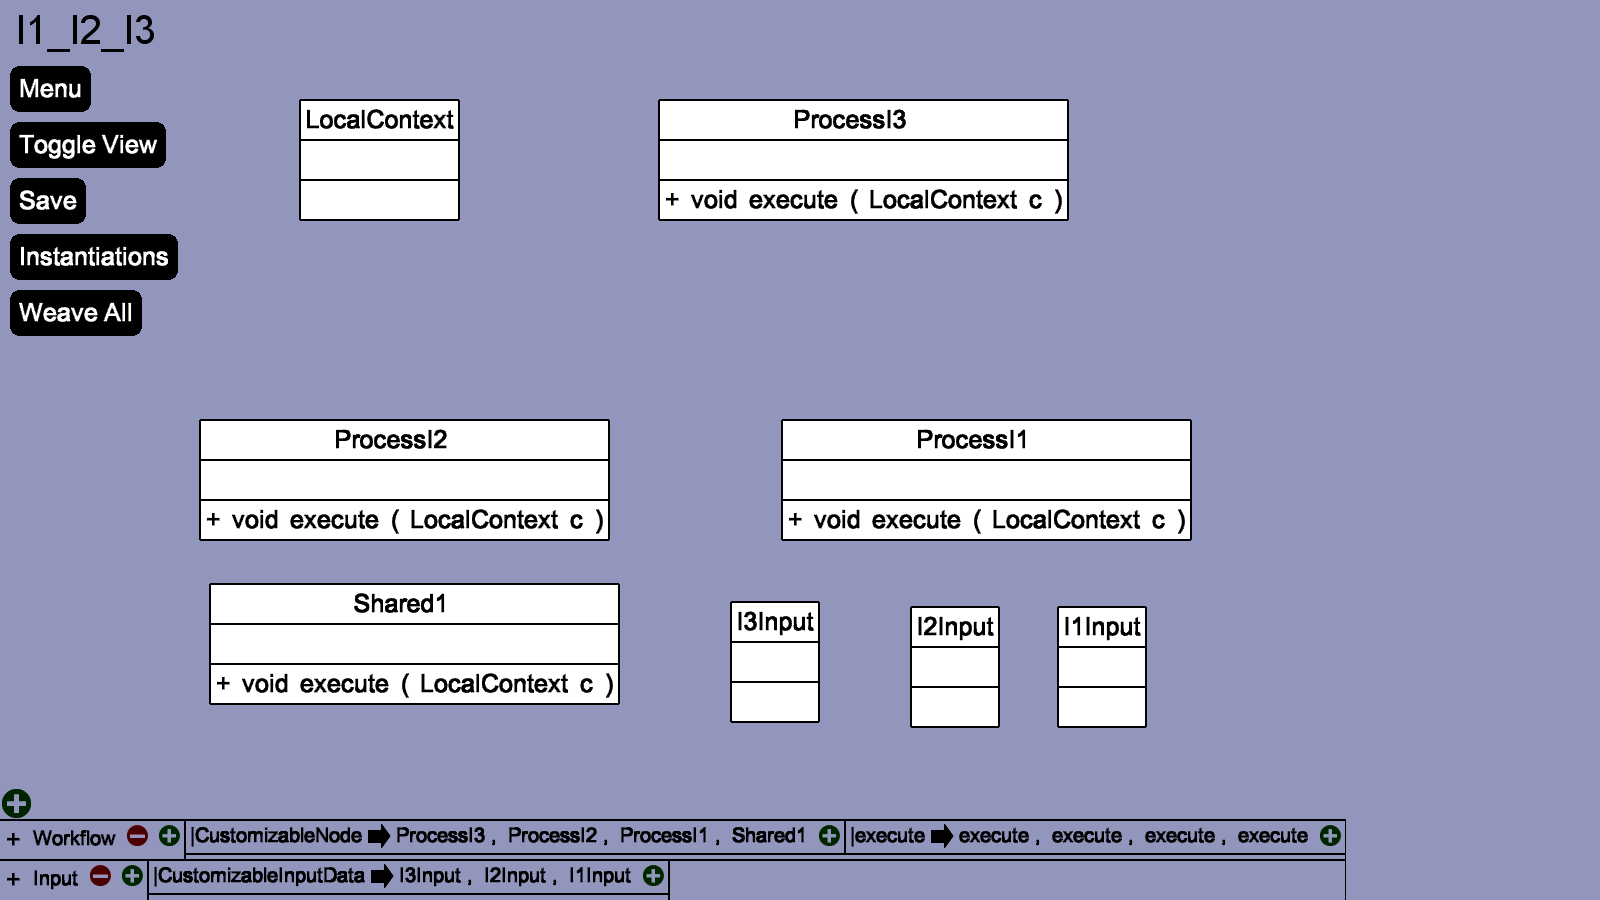 I1_I2_I3
Menu
Toggle View
Save
Instantiations
Weave All
LocalContext
ProcessI3
+ void execute ( LocalContext c )
ProcessI2
+ void execute ( LocalContext c )
ProcessI1
+ void execute ( LocalContext c )
Shared1
+ void execute ( LocalContext c )
I3Input
I2Input
I1Input
+ Workflow |CustomizableNode ProcessI3 , ProcessI2 , ProcessI1 , Shared1 |execute execute , execute , execute , execute
+ Input |CustomizableInputData I3Input , I2Input , I1Input